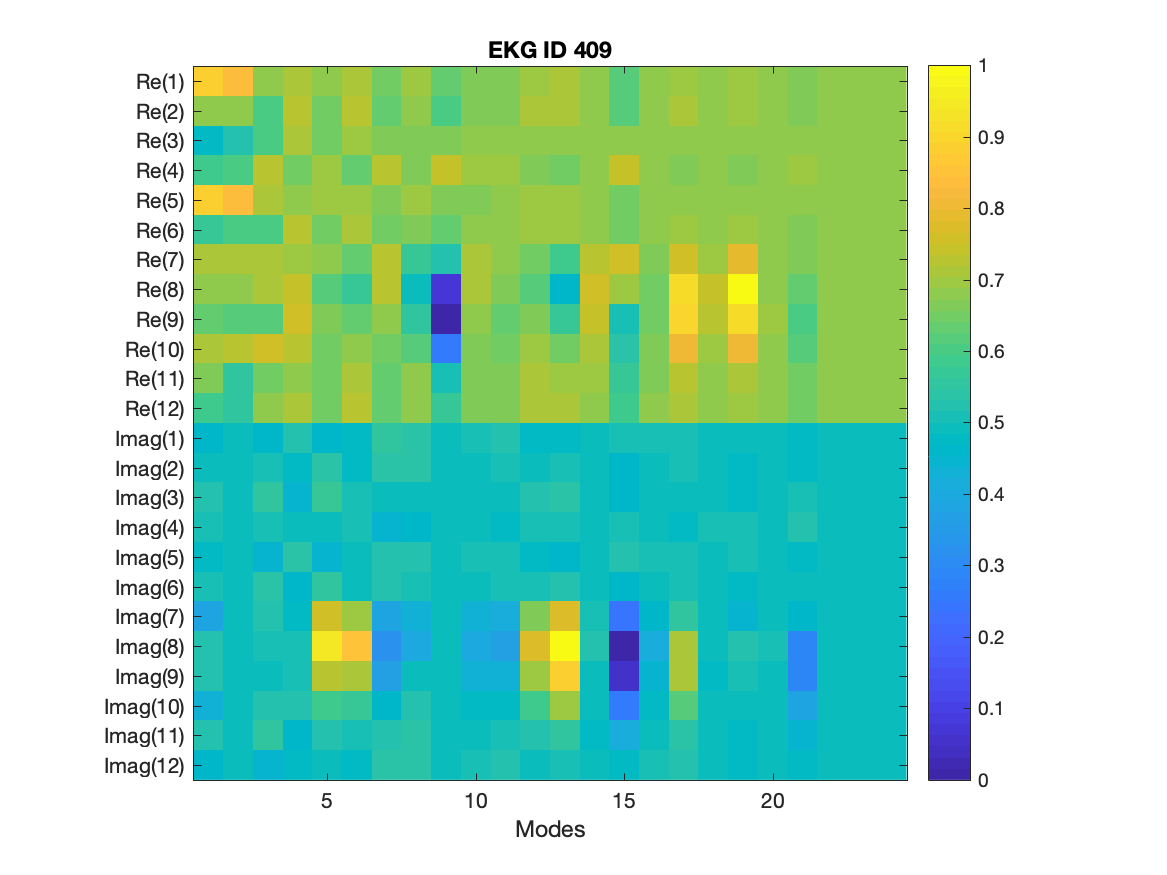 EKG ID 409
Re(1)
Re(2)
Re(3)
Re(4)
Re(5)
Re(6)
Re(7)
Re(8)
Re(9)
Re(10)
Re(11)
Re(12)
Imag(1)
Imag(2)
Imag(3)
Imag(4)
Imag(5)
Imag(6)
Imag(7)
Imag(8)
Imag(9)
Imag(10)
Imag(11)
Imag(12)
5 10 15 20
Modes
1
0.9
0.8
0.7
0.6
0.5
0.4
0.3
0.2
0.1
0